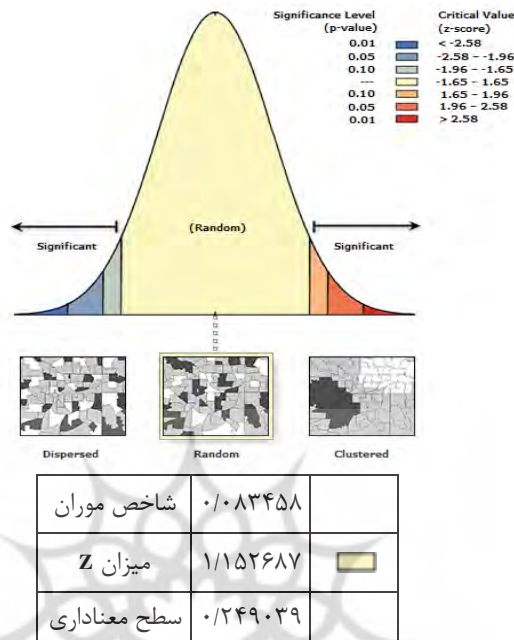 Significance Level Critical Value
(p-value) (z-score)
0.01 < -2.58
0.05 -2.58 – -1.96
0.10 -1.96 – -1.65
--- -1.65 – 1.65
0.10 1.65 – 1.96
0.05 1.96 – 2.58
0.01 > 2.58
(Random)
Significant Significant
Dispersed Random Clustered
شاخص موران ۰/۰۸۳۴۵۸
میزان Z ۱/۱۵۲۶۸۷
سطح معناداری ۰/۲۴۹۰۳۹